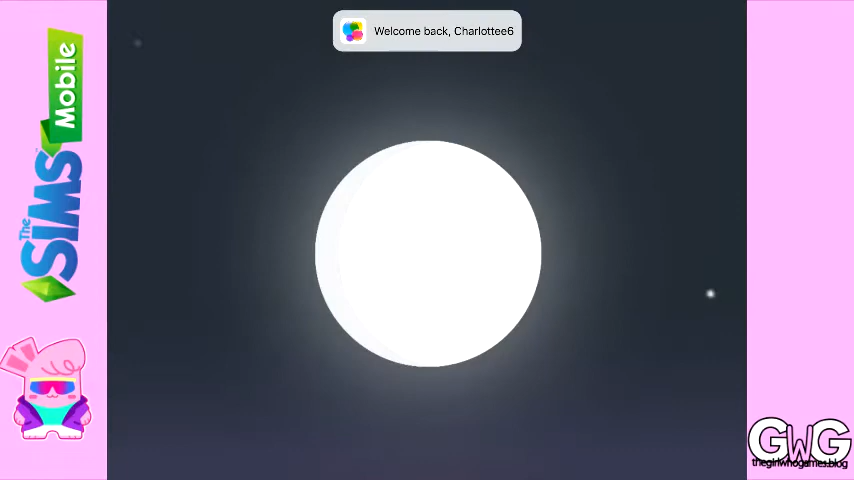 Welcome back, Charlottee6
The
SIMS
Mobile
GWG
thegirlwhogames.blog